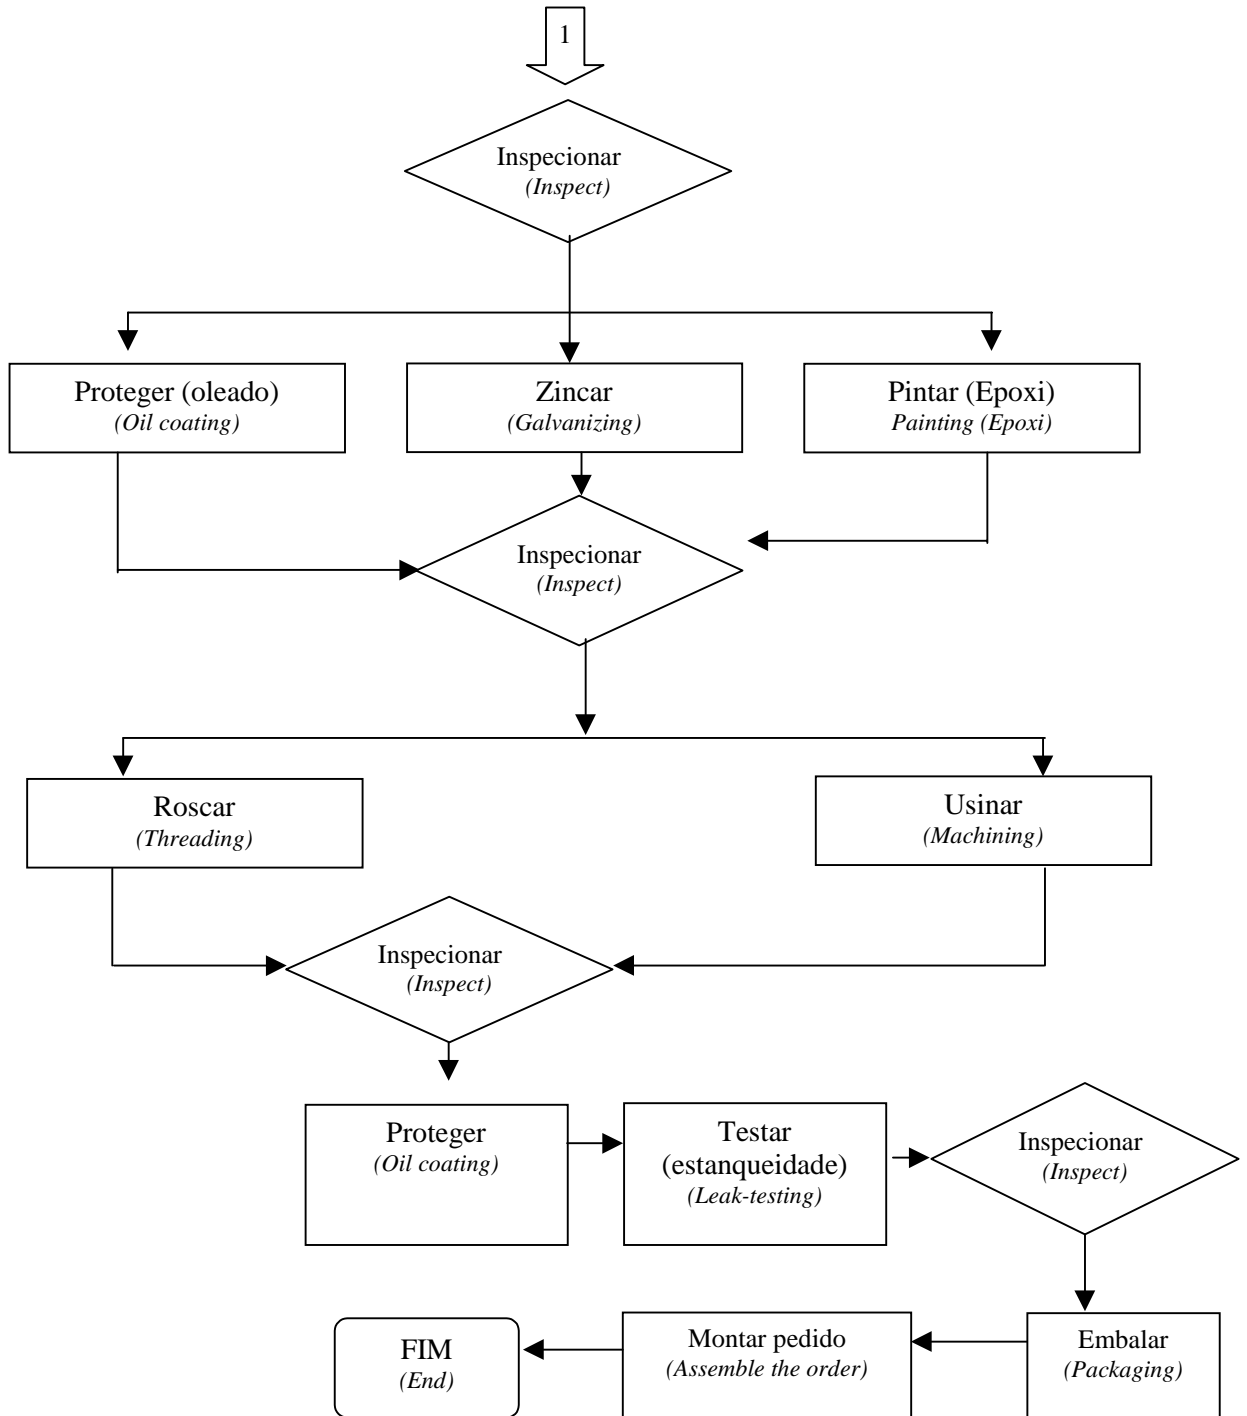 1
Inspecionar
(Inspect)
Proteger (oleado)
(Oil coating)
Zincar
(Galvanizing)
Pintar (Epoxi)
Painting (Epoxi)
Inspecionar
(Inspect)
Roscar
(Threading)
Usinar
(Machining)
Inspecionar
(Inspect)
Proteger
(Oil coating)
Testar
(estanqueidade)
(Leak-testing)
Inspecionar
(Inspect)
FIM
(End)
Montar pedido
(Assemble the order)
Embalar
(Packaging)